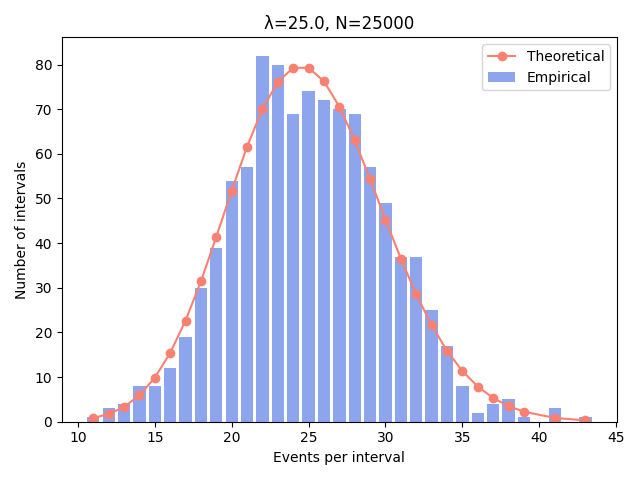 λ=25.0, N=25000
Theoretical
Empirical
Number of intervals
80
70
60
50
40
30
20
10
0
10 15 20 25 30 35 40 45
Events per interval